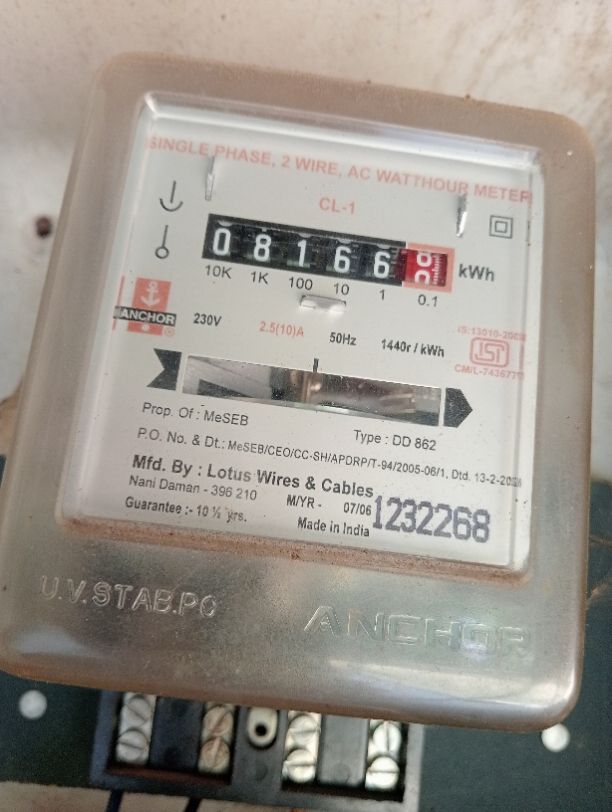 SINGLE PHASE, 2 WIRE, AC WATTHOUR METER
CL-1
0 8 1 6 6 kWh
10K 1K 100 10 1 0.1
ANCHOR
230V 2.5(10)A 50Hz 1440r / kWh
ISI
Prop. Of : MeSEB
Type : DD 862
P.O. No. & Dt.: MeSEB/CEO/CC-SH/APDRP/T-94/2005-06/1, Dtd. 13-2-
Mfd. By : Lotus Wires & Cables
Nani Daman - 396 210
M/YR - 07/06
Guarantee :- 10 ½ yrs.
Made in India
1232268
U.V.STAB.PC
ANCHOR